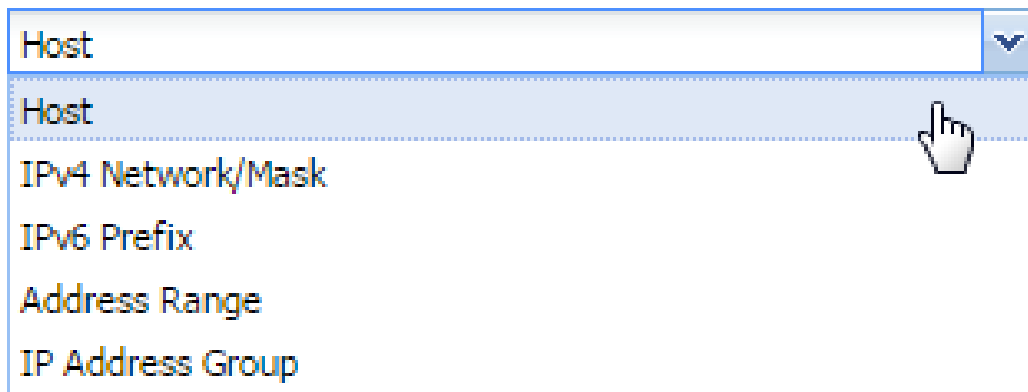 Host
Host
IPv4 Network/Mask
IPv6 Prefix
Address Range
IP Address Group